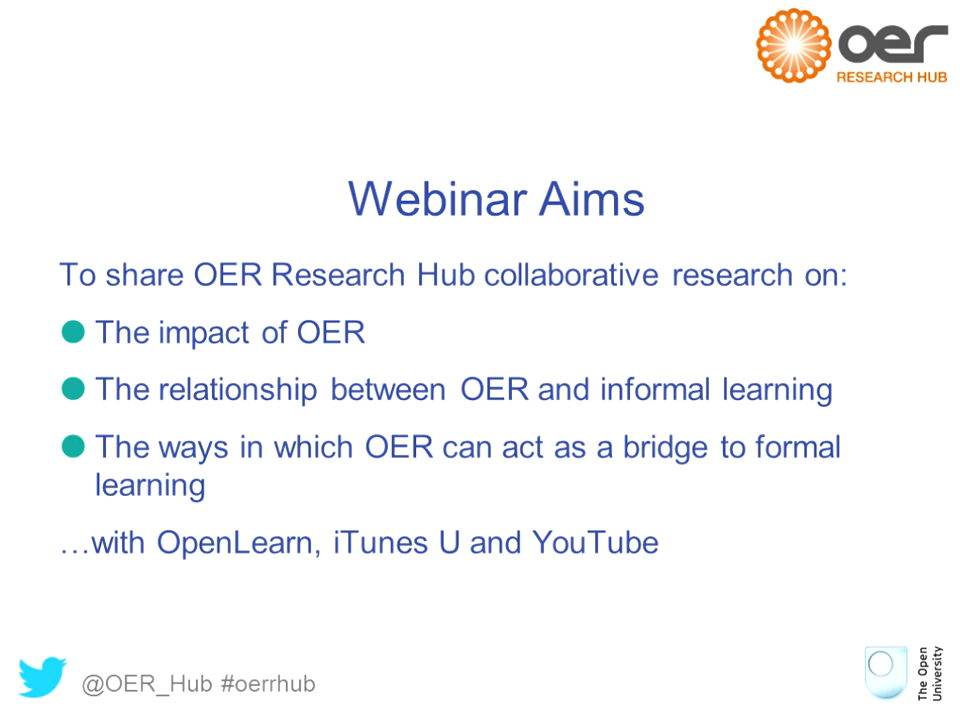 oer
RESEARCH HUB
Webinar Aims
To share OER Research Hub collaborative research on:
The impact of OER
The relationship between OER and informal learning
The ways in which OER can act as a bridge to formal
learning
…with OpenLearn, iTunes U and YouTube
@OER_Hub #oerrhub
The Open
University